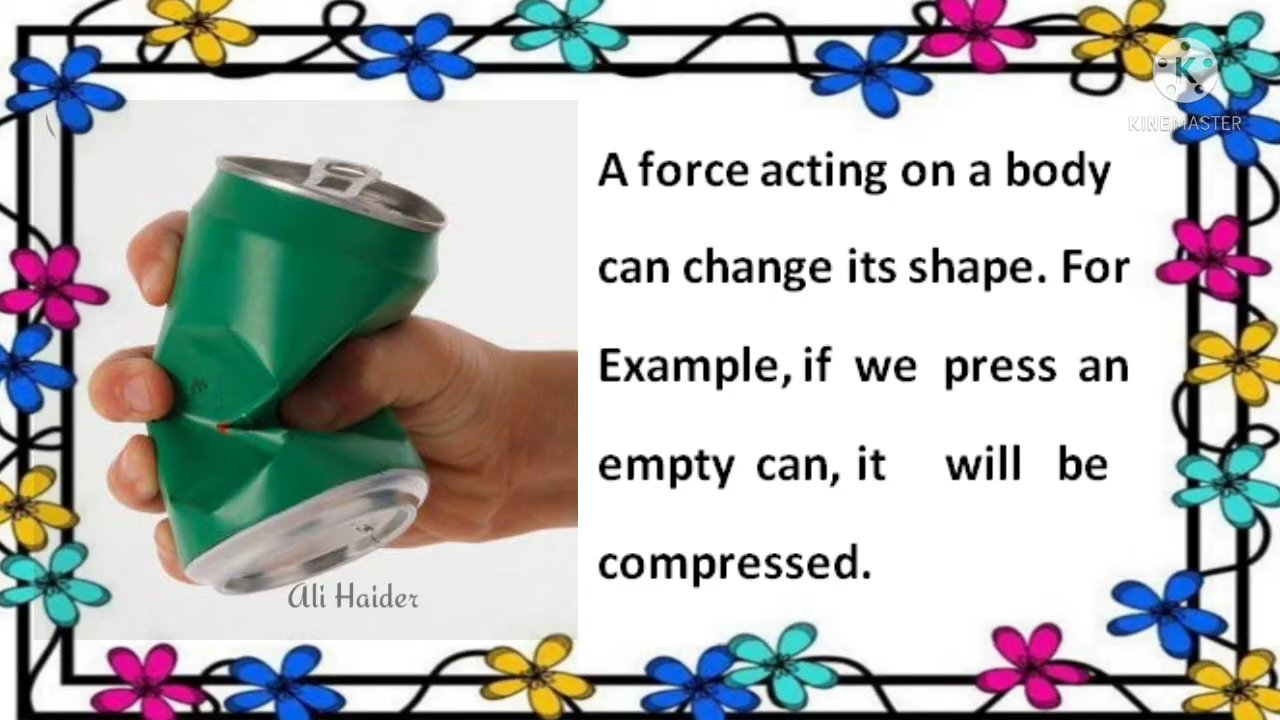 KINEMASTER
A force acting on a body
can change its shape. For
Example, if we press an
empty can, it will be
compressed.
Ali Haider